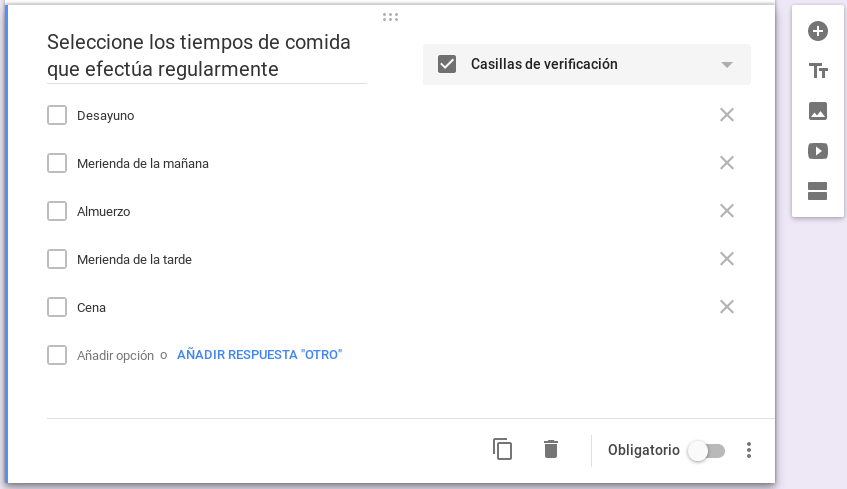 Seleccione los tiempos de comida
que efectúa regularmente
Casillas de verificación
Desayuno
Merienda de la mañana
Almuerzo
Merienda de la tarde
Cena
Añadir opción o AÑADIR RESPUESTA "OTRO"
Obligatorio